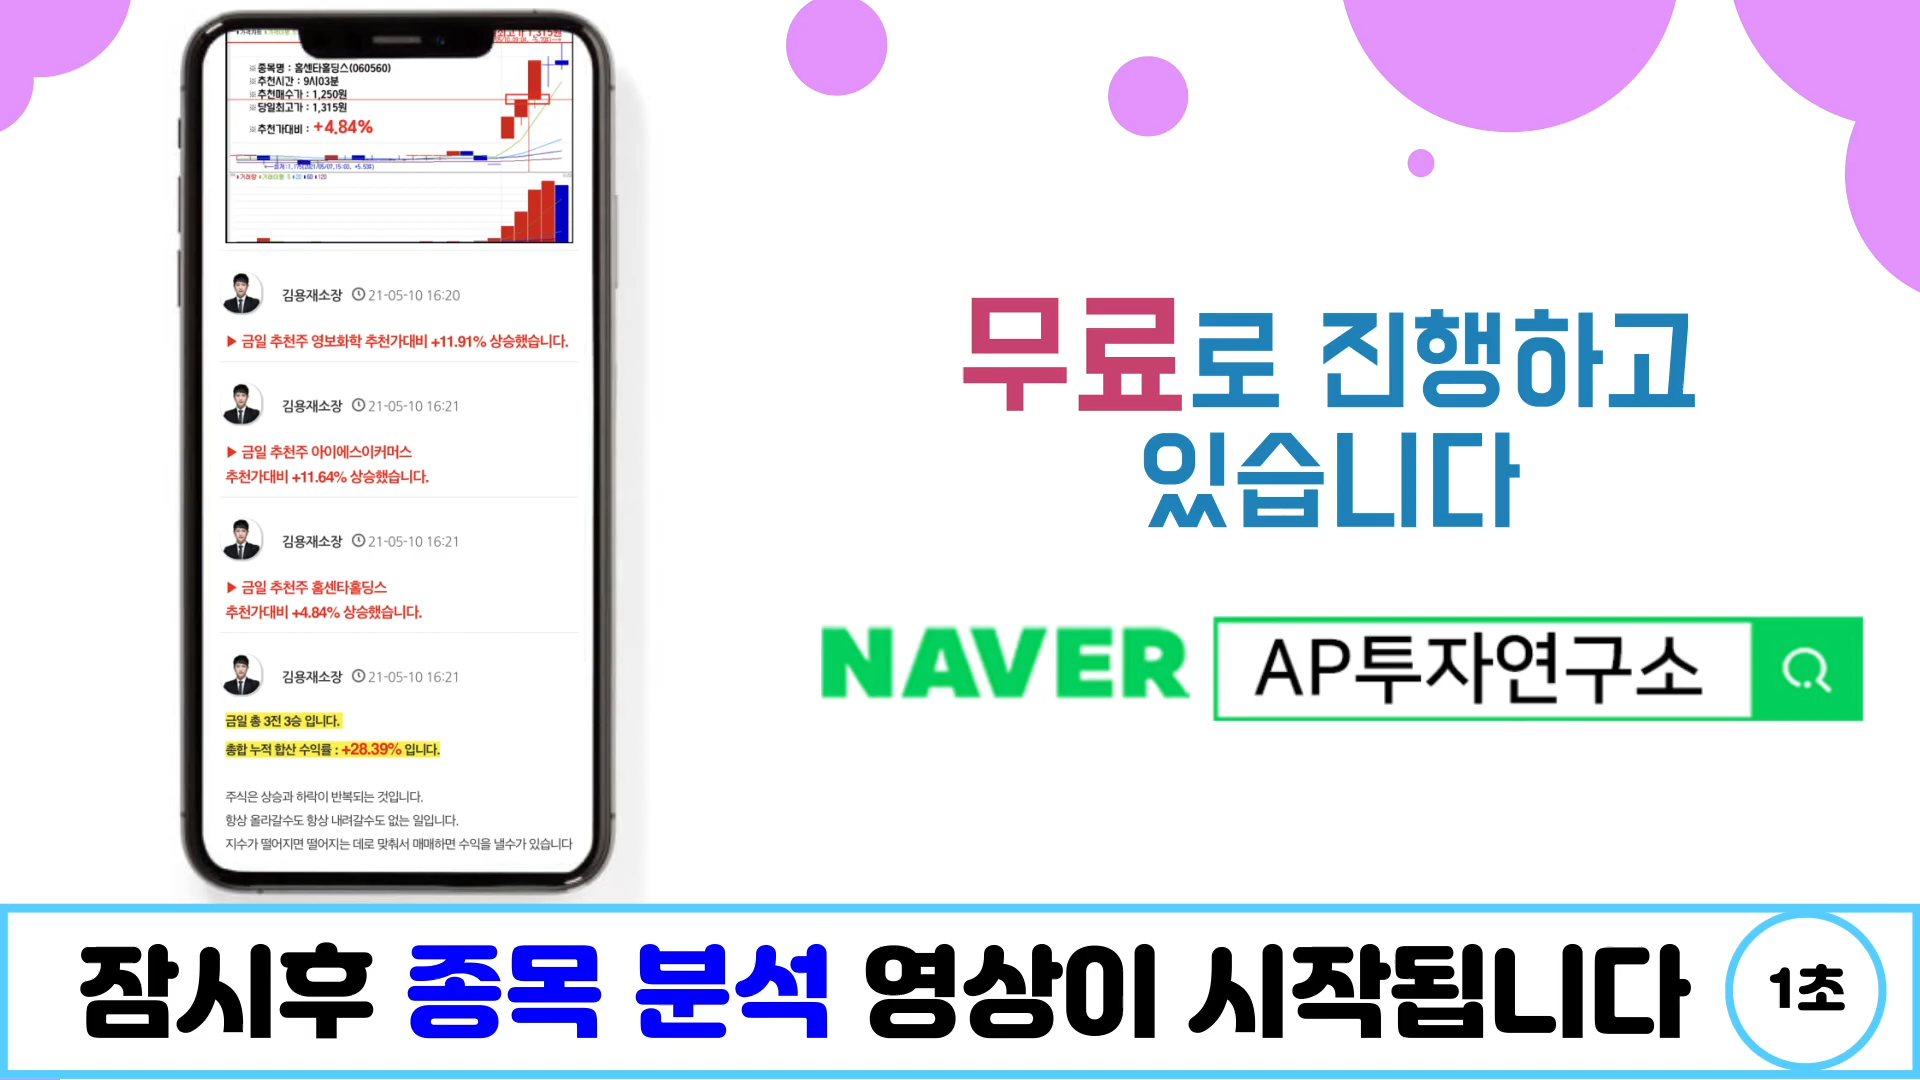 ※종목명 : 홈센타홀딩스(060560)
※추천시간 : 9시03분
※추천매수가 : 1,250원
※당일최고가 : 1,315원
※추천가대비 : +4.84%
김용재소장 21-05-10 16:20
▶ 금일 추천주 영보화학 추천가대비 +11.91% 상승했습니다.
김용재소장 21-05-10 16:21
▶ 금일 추천주 아이에스이커머스
추천가대비 +11.64% 상승했습니다.
김용재소장 21-05-10 16:21
▶ 금일 추천주 홈센타홀딩스
추천가대비 +4.84% 상승했습니다.
김용재소장 21-05-10 16:21
금일 총 3전 3승 입니다.
총합 누적 합산 수익률 : +28.39% 입니다.
주식은 상승과 하락이 반복되는 것입니다.
항상 올라갈수도 항상 내려갈수도 없는 일입니다.
지수가 떨어지면 떨어지는 데로 맞춰서 매매하면 수익을 낼수가 있습니다
무료로 진행하고
있습니다
NAVER AP투자연구소
잠시후 종목 분석 영상이 시작됩니다 1초